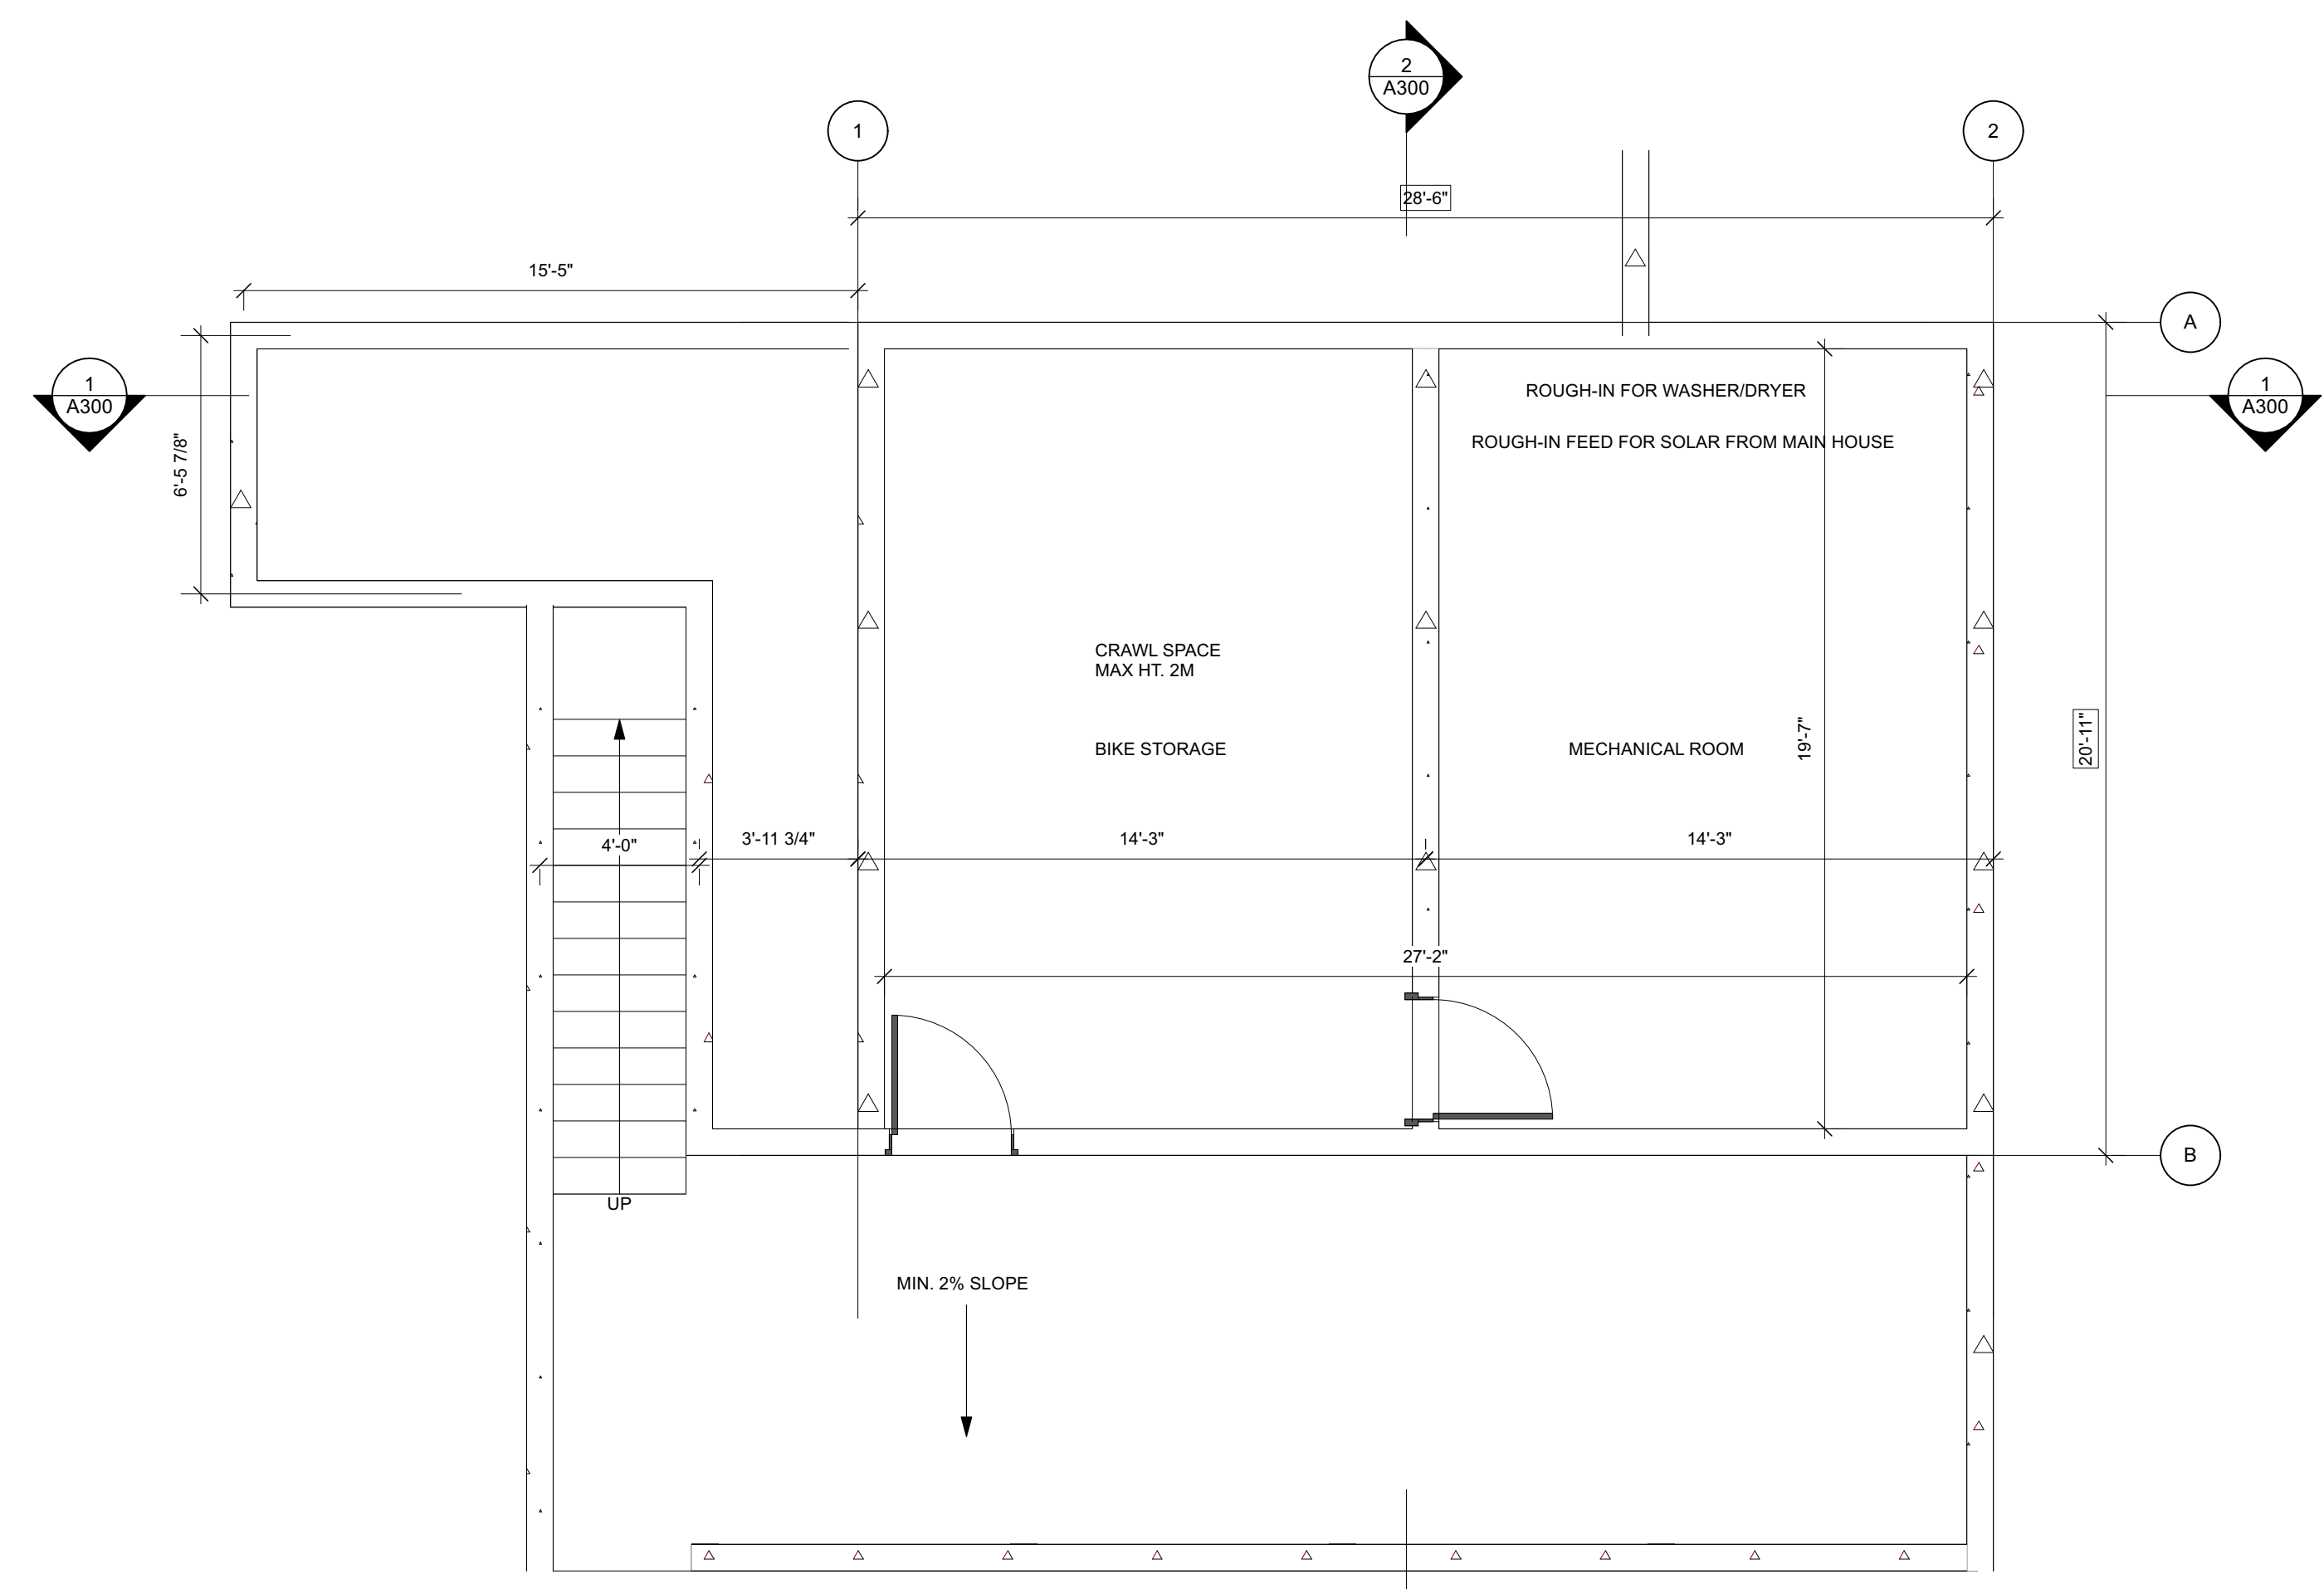 2
A300
1
2
28'-6"
15'-5"
A
1
A300
1
A300
ROUGH-IN FOR WASHER/DRYER
ROUGH-IN FEED FOR SOLAR FROM MAIN HOUSE
6'-5 7/8"
CRAWL SPACE
MAX HT. 2M
BIKE STORAGE
MECHANICAL ROOM
19'-7"
20'-11"
4'-0"
3'-11 3/4"
14'-3"
14'-3"
27'-2"
B
UP
MIN. 2% SLOPE